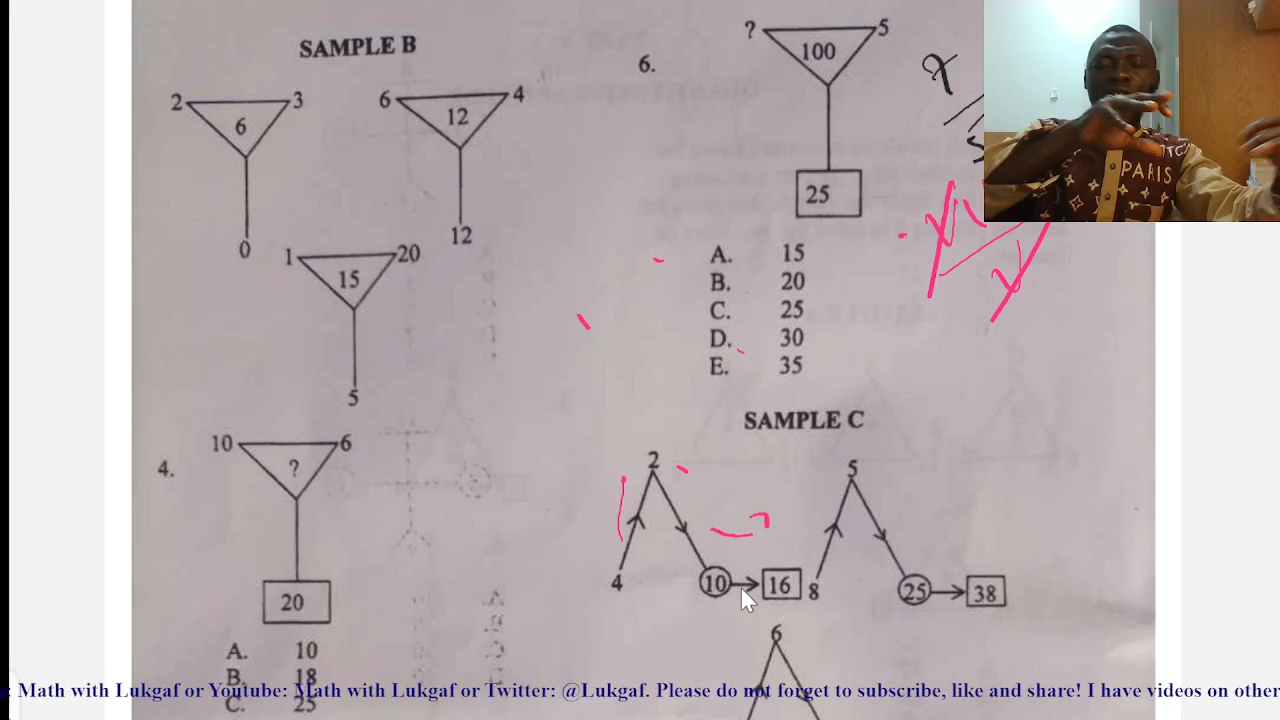 SAMPLE B
2 3
6
0
6 4
12
12
1 20
15
5
4.
10 6
?
20
A. 10
B. 18
C. 25
6.
? 5
100
25
A. 15
B. 20
C. 25
D. 30
E. 35
SAMPLE C
2
4 10 16
5
8 25 38
6
x
5
PARIS
: Math with Lukgaf or Youtube: Math with Lukgaf or Twitter: @Lukgaf. Please do not forget to subscribe, like and share! I have videos on other